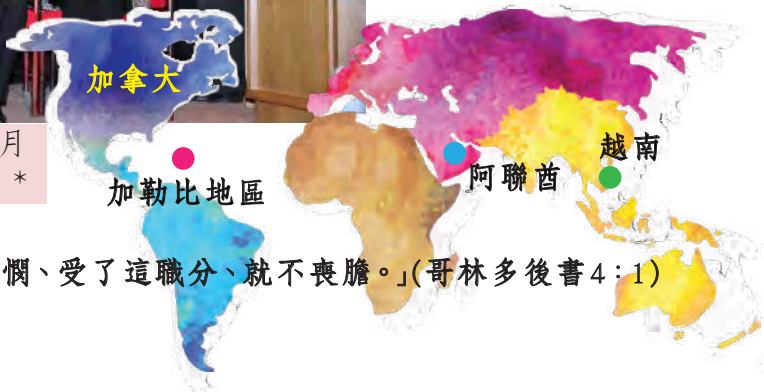 加拿大
月
*
越南
阿聯酋
加勒比地區
憫、受了這職分、就不喪膽。」(哥林多後書4：1)